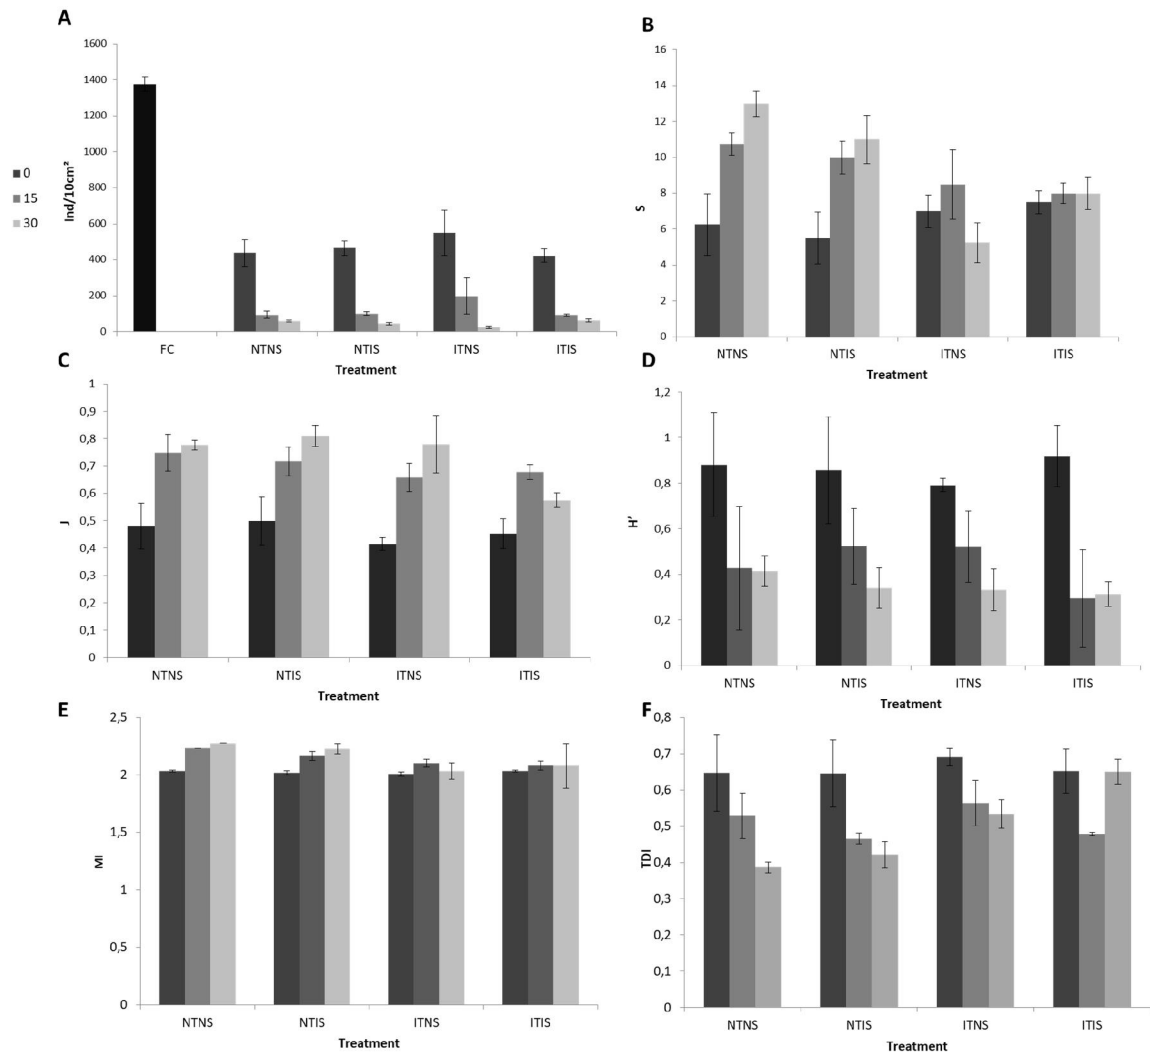 A
1600
1400
1200
1000
800
600
400
200
0
Ind/10cm²
0
15
30
FC NTNS NTIS ITNS ITIS
Treatment
B
16
14
12
10
8
6
4
2
0
S
NTNS NTIS ITNS ITIS
Treatment
C
1
0,9
0,8
0,7
0,6
0,5
0,4
0,3
0,2
0,1
0
J
NTNS NTIS ITNS ITIS
Treatment
D
1,2
1
0,8
0,6
0,4
0,2
0
H'
NTNS NTIS ITNS ITIS
Treatment
E
2,5
2
1,5
1
0,5
0
MI
NTNS NTIS ITNS ITIS
Treatment
F
0,8
0,7
0,6
0,5
0,4
0,3
0,2
0,1
0
TDI
NTNS NTIS ITNS ITIS
Treatment